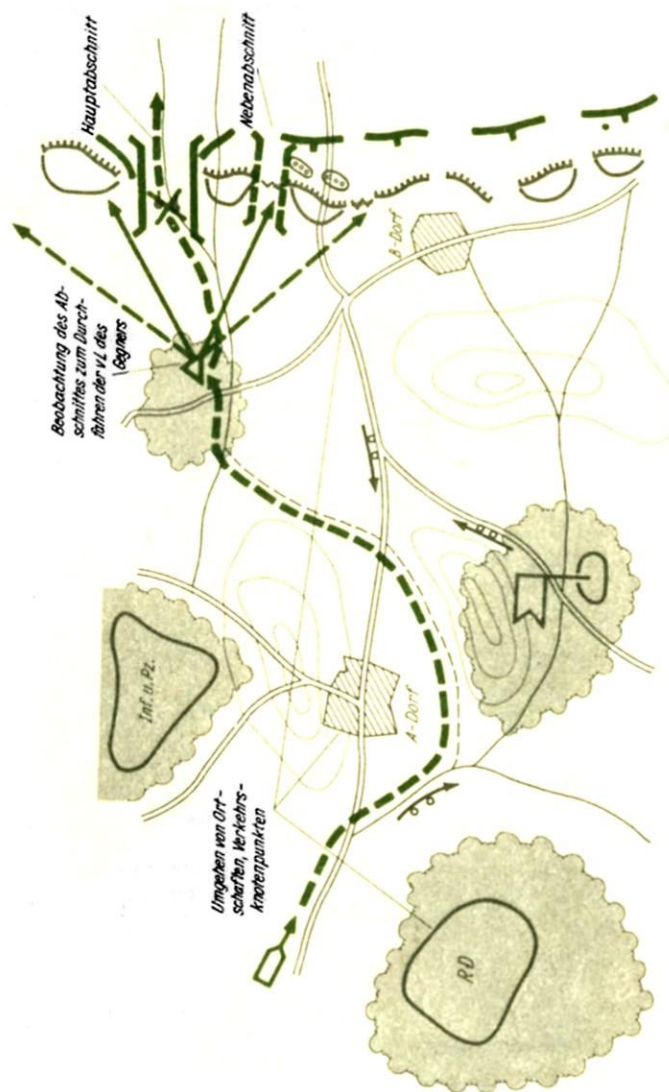 Hauptabschnitt
Nebenabschnitt
Beobachtung des Ab-
schnittes zum Durch-
fahren der VL des
Gegners
B-Dorf
Inf. u. Pz.
A-Dorf
Umgehen von Ort-
schaften, Verkehrs-
knotenpunkten
RD